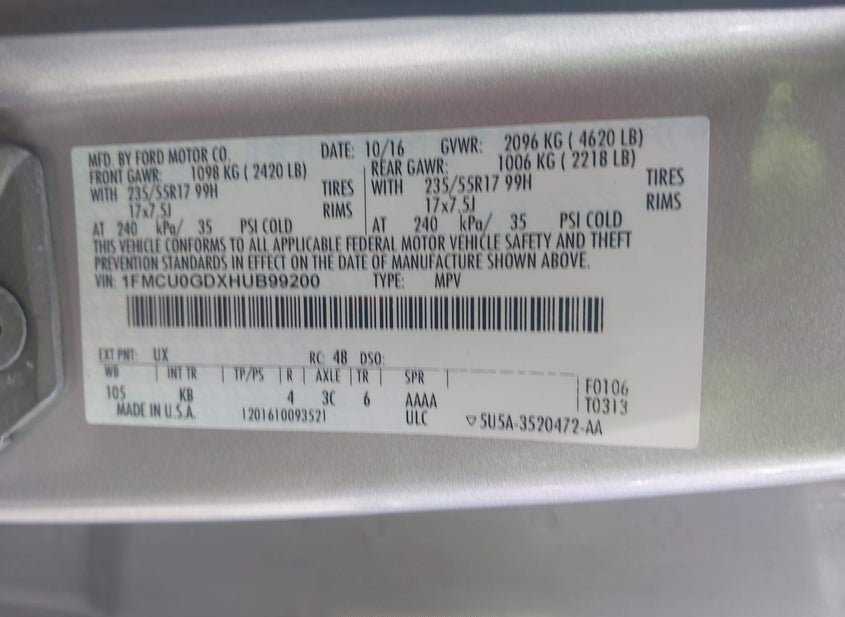 MFD. BY FORD MOTOR CO. DATE: 10/16 GVWR: 2096 KG ( 4620 LB)
FRONT GAWR: 1098 KG ( 2420 LB) REAR GAWR: 1006 KG ( 2218 LB)
WITH 235/55R17 99H TIRES WITH 235/55R17 99H TIRES
17x7.5J RIMS 17x7.5J RIMS
AT 240 kPa/ 35 PSI COLD AT 240 kPa/ 35 PSI COLD
THIS VEHICLE CONFORMS TO ALL APPLICABLE FEDERAL MOTOR VEHICLE SAFETY AND THEFT
PREVENTION STANDARDS IN EFFECT ON THE DATE OF MANUFACTURE SHOWN ABOVE.
VIN: 1FMCU0GDXHUB99200 TYPE: MPV
EXT PNT: UX RC: 48 DSO:
WB INT TR TP/PS R AXLE TR SPR F0106
105 KB 4 3C 6 AAAA T0313
MADE IN U.S.A. 1201610093521 ULC ▽5U5A-3520472-AA